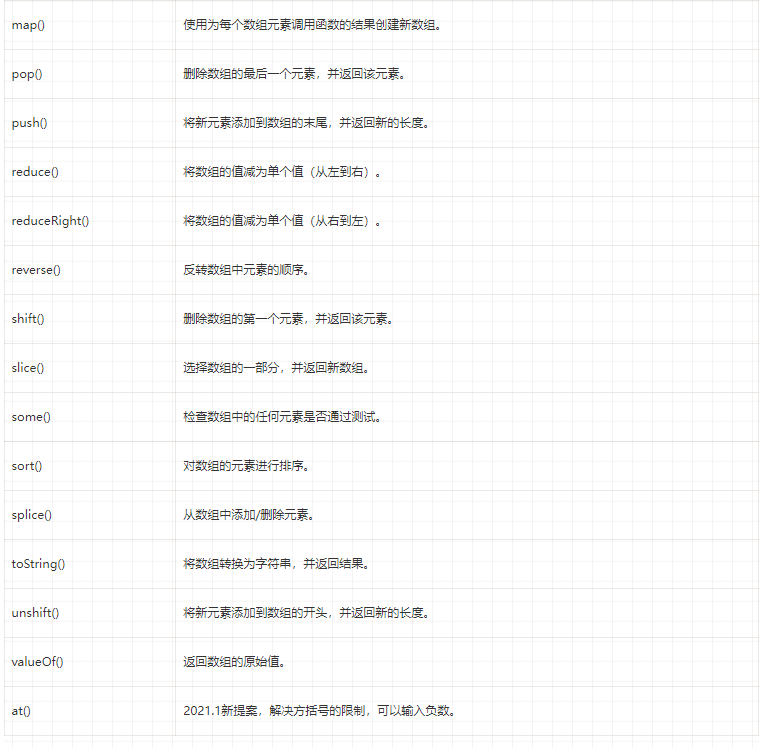 map() 使用为每个数组元素调用函数的结果创建新数组。
pop() 删除数组的最后一个元素，并返回该元素。
push() 将新元素添加到数组的末尾，并返回新的长度。
reduce() 将数组的值减为单个值（从左到右）。
reduceRight() 将数组的值减为单个值（从右到左）。
reverse() 反转数组中元素的顺序。
shift() 删除数组的第一个元素，并返回该元素。
slice() 选择数组的一部分，并返回新数组。
some() 检查数组中的任何元素是否通过测试。
sort() 对数组的元素进行排序。
splice() 从数组中添加/删除元素。
toString() 将数组转换为字符串，并返回结果。
unshift() 将新元素添加到数组的开头，并返回新的长度。
valueOf() 返回数组的原始值。
at() 2021.1新提案，解决方括号的限制，可以输入负数。